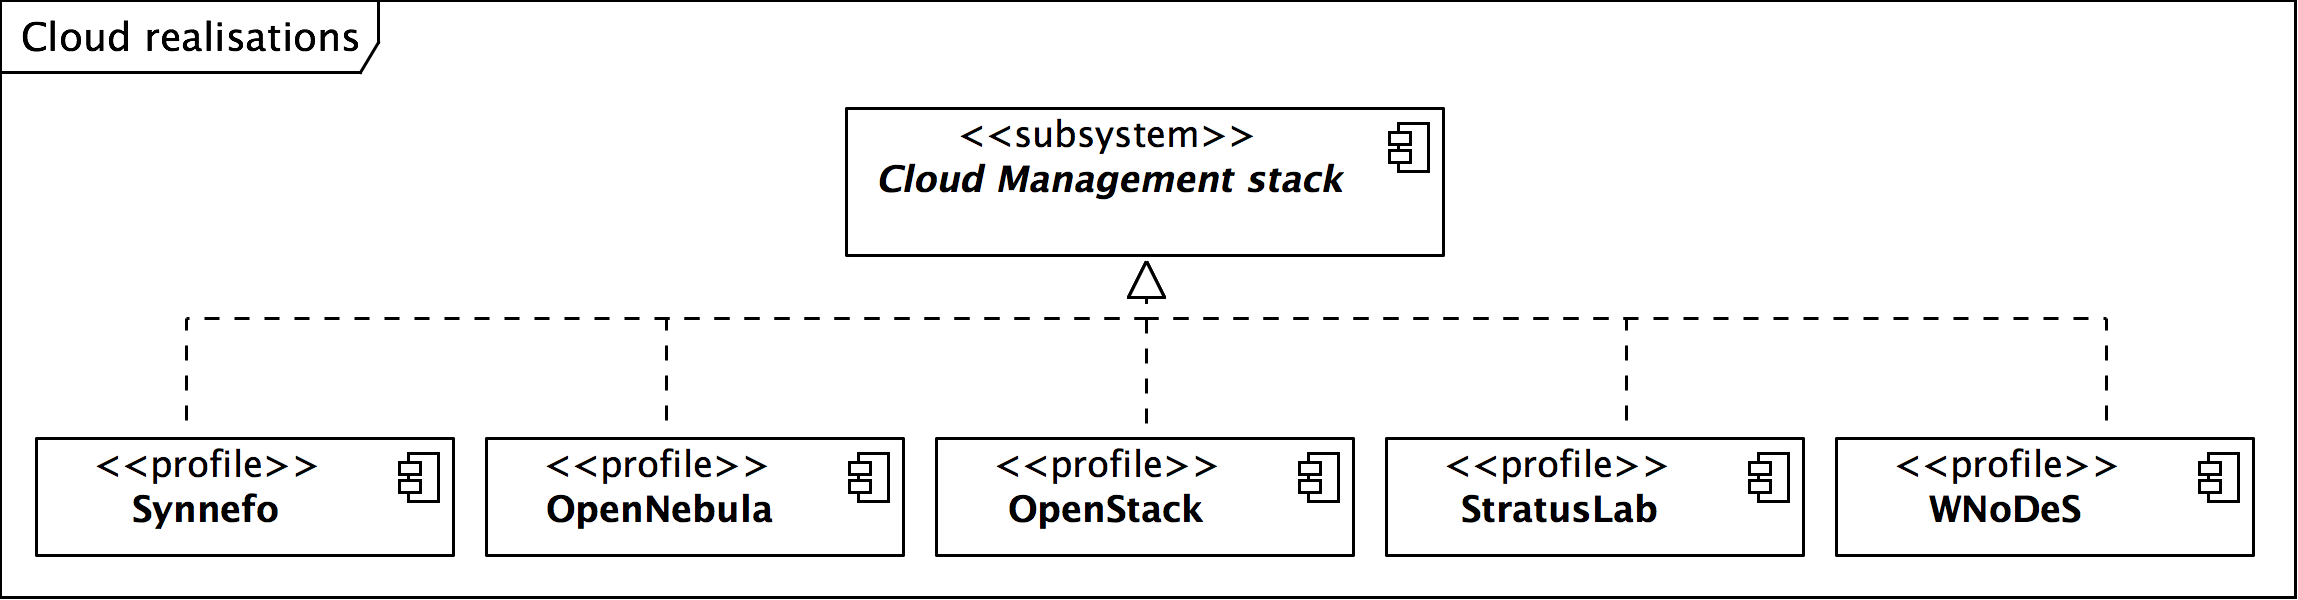 Cloud realisations
<<subsystem>>
Cloud Management stack
<<profile>>
Synnefo
<<profile>>
OpenNebula
<<profile>>
OpenStack
<<profile>>
StratusLab
<<profile>>
WNoDeS